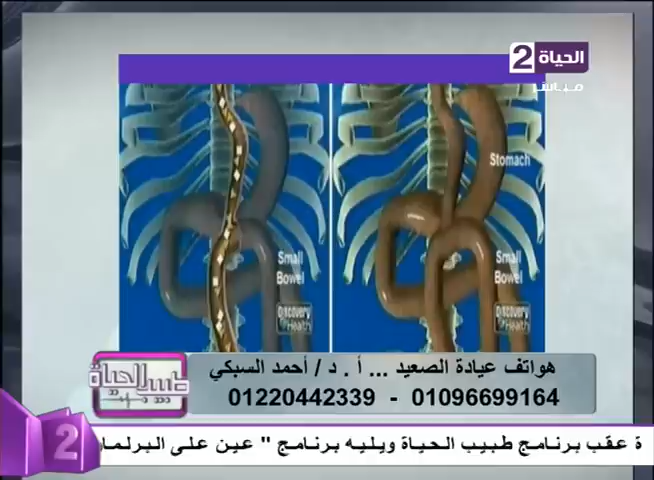 الحياة 2
مباشر
Stomach
Small
Bowel
Discovery
Health
Small
Bowel
Discovery
Health
طبيب الحياة
هواتف عيادة الصعيد ... أ . د / أحمد السبكي
01220442339 - 01096699164
2
ة عقب برنامج طبيب الحياة ويليه برنامج " عين على البرلما